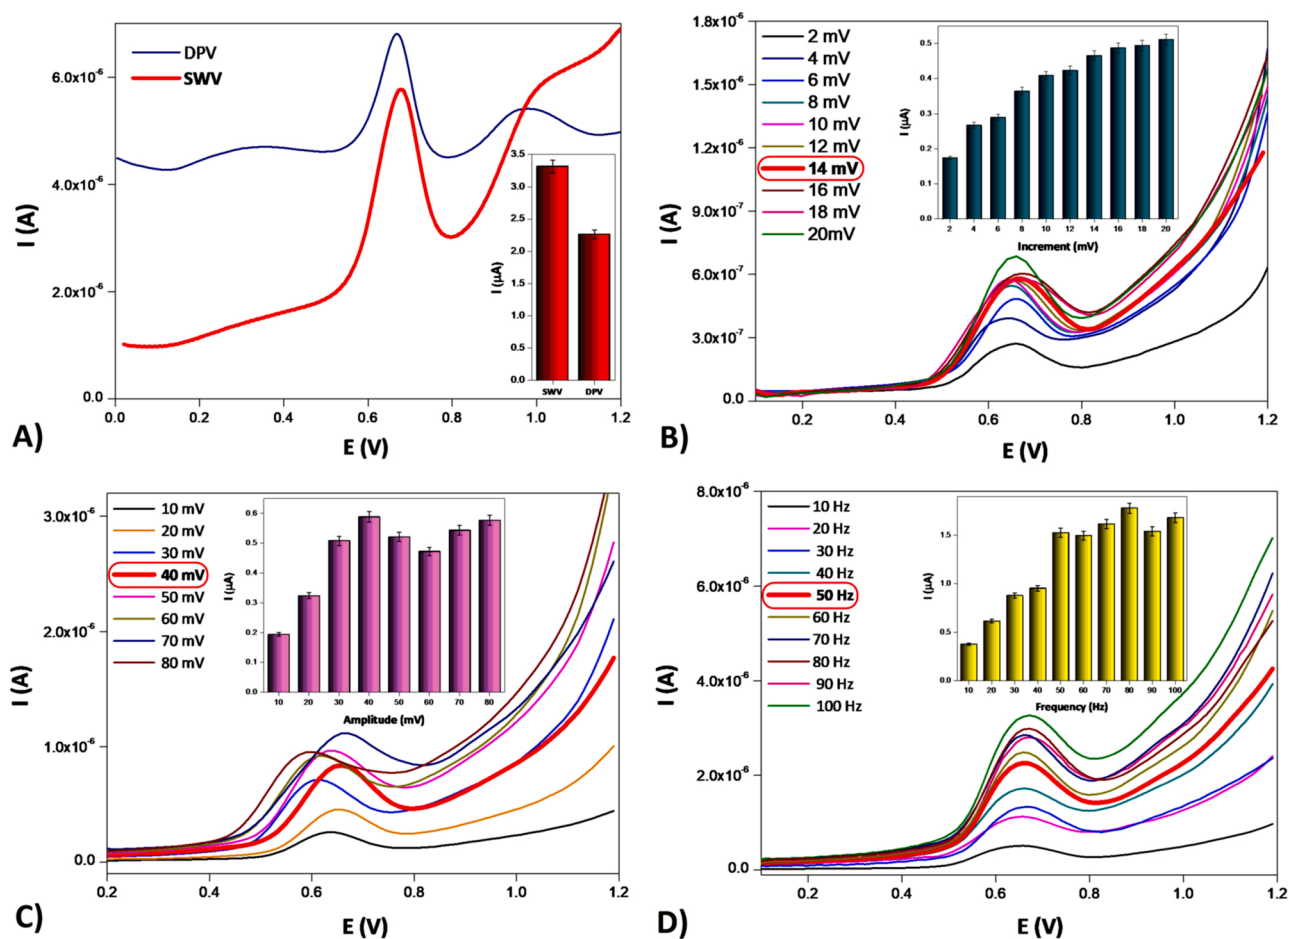 DPV
SWV
6.0x10⁻⁶
4.0x10⁻⁶
2.0x10⁻⁶
0.0
I (A)
0.0 0.2 0.4 0.6 0.8 1.0 1.2
E (V)
3.5
3.0
2.5
2.0
1.5
1.0
0.5
0.0
I (µA)
SWV DPV
A)
1.8x10⁻⁶
1.5x10⁻⁶
1.2x10⁻⁶
9.0x10⁻⁷
6.0x10⁻⁷
3.0x10⁻⁷
0.0
I (A)
2 mV
4 mV
6 mV
8 mV
10 mV
12 mV
14 mV
16 mV
18 mV
20mV
0.5
0.4
0.3
0.2
0.1
0.0
I (µA)
2 4 6 8 10 12 14 16 18 20
Increment (mV)
0.2 0.4 0.6 0.8 1.0 1.2
E (V)
B)
3.0x10⁻⁶
2.0x10⁻⁶
1.0x10⁻⁶
0.0
I (A)
10 mV
20 mV
30 mV
40 mV
50 mV
60 mV
70 mV
80 mV
0.6
0.5
0.4
0.3
0.2
0.1
0.0
I (µA)
10 20 30 40 50 60 70 80
Amplitude (mV)
0.2 0.4 0.6 0.8 1.0 1.2
E (V)
C)
8.0x10⁻⁶
6.0x10⁻⁶
4.0x10⁻⁶
2.0x10⁻⁶
0.0
I (A)
10 Hz
20 Hz
30 Hz
40 Hz
50 Hz
60 Hz
70 Hz
80 Hz
90 Hz
100 Hz
1.5
1.0
0.5
0.0
I (µA)
10 20 30 40 50 60 70 80 90 100
Frequency (Hz)
0.2 0.4 0.6 0.8 1.0 1.2
E (V)
D)